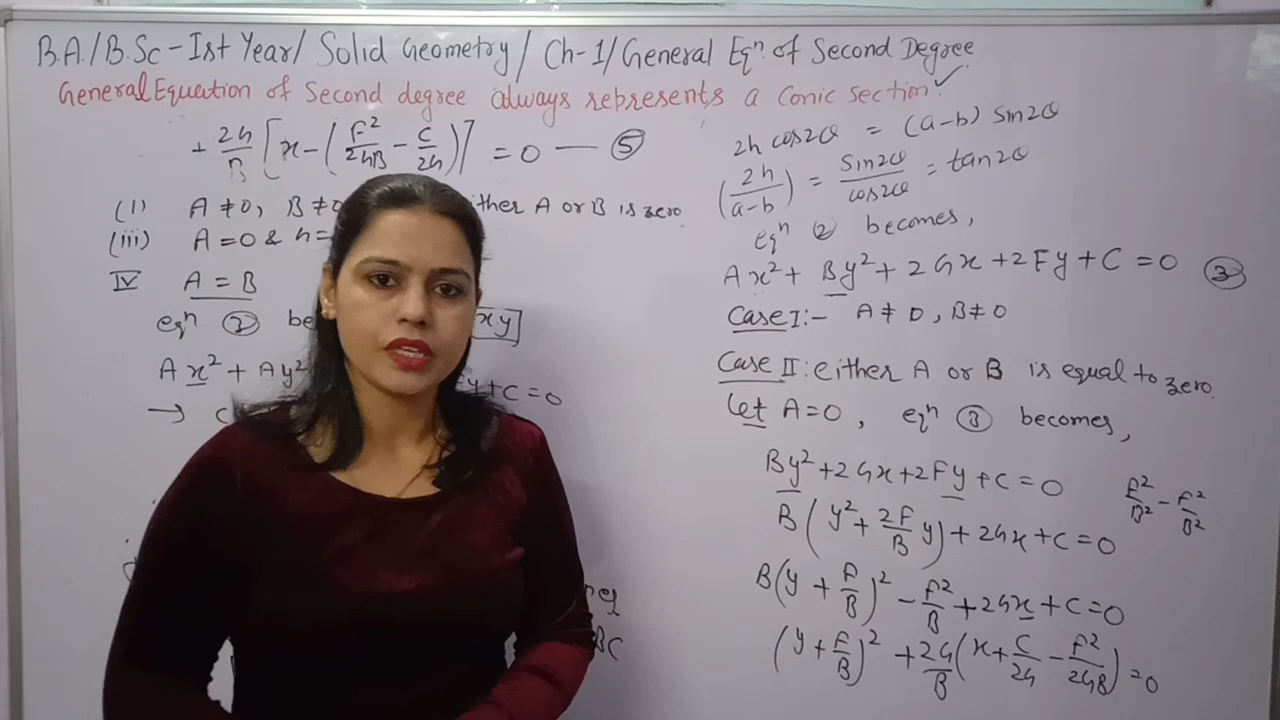 B.A./B.Sc - Ist Year/ Solid Geometry / Ch-1/ General Eqⁿ. of Second Degree
General Equation of Second degree always represents a Conic section. ✓
+ 2G/B [x - (F²/2GB - C/2G)] = 0 — ⑤
(i) A ≠ 0, B ≠ 0 either A or B is zero.
(iii) A = 0 & h =
IV A = B
eqⁿ ② be xy
Ax² + Ay² Fy + C = 0
→ C
2h cos2θ = (a-b) sin2θ
(2h/a-b) = sin2θ/cos2θ = tan2θ
eqⁿ ② becomes,
Ax² + By² + 2Gx + 2Fy + C = 0 ③
Case I:- A ≠ 0, B ≠ 0
Case II: either A or B is equal to zero.
Let A = 0, eqⁿ ③ becomes,
By² + 2Gx + 2Fy + C = 0
F²/B² - F²/B²
B(y² + 2F/B y) + 2Gx + C = 0
B(y + F/B)² - F²/B + 2Gx + C = 0
(y + F/B)² + 2G/B (x + C/2G - F²/2GB) = 0